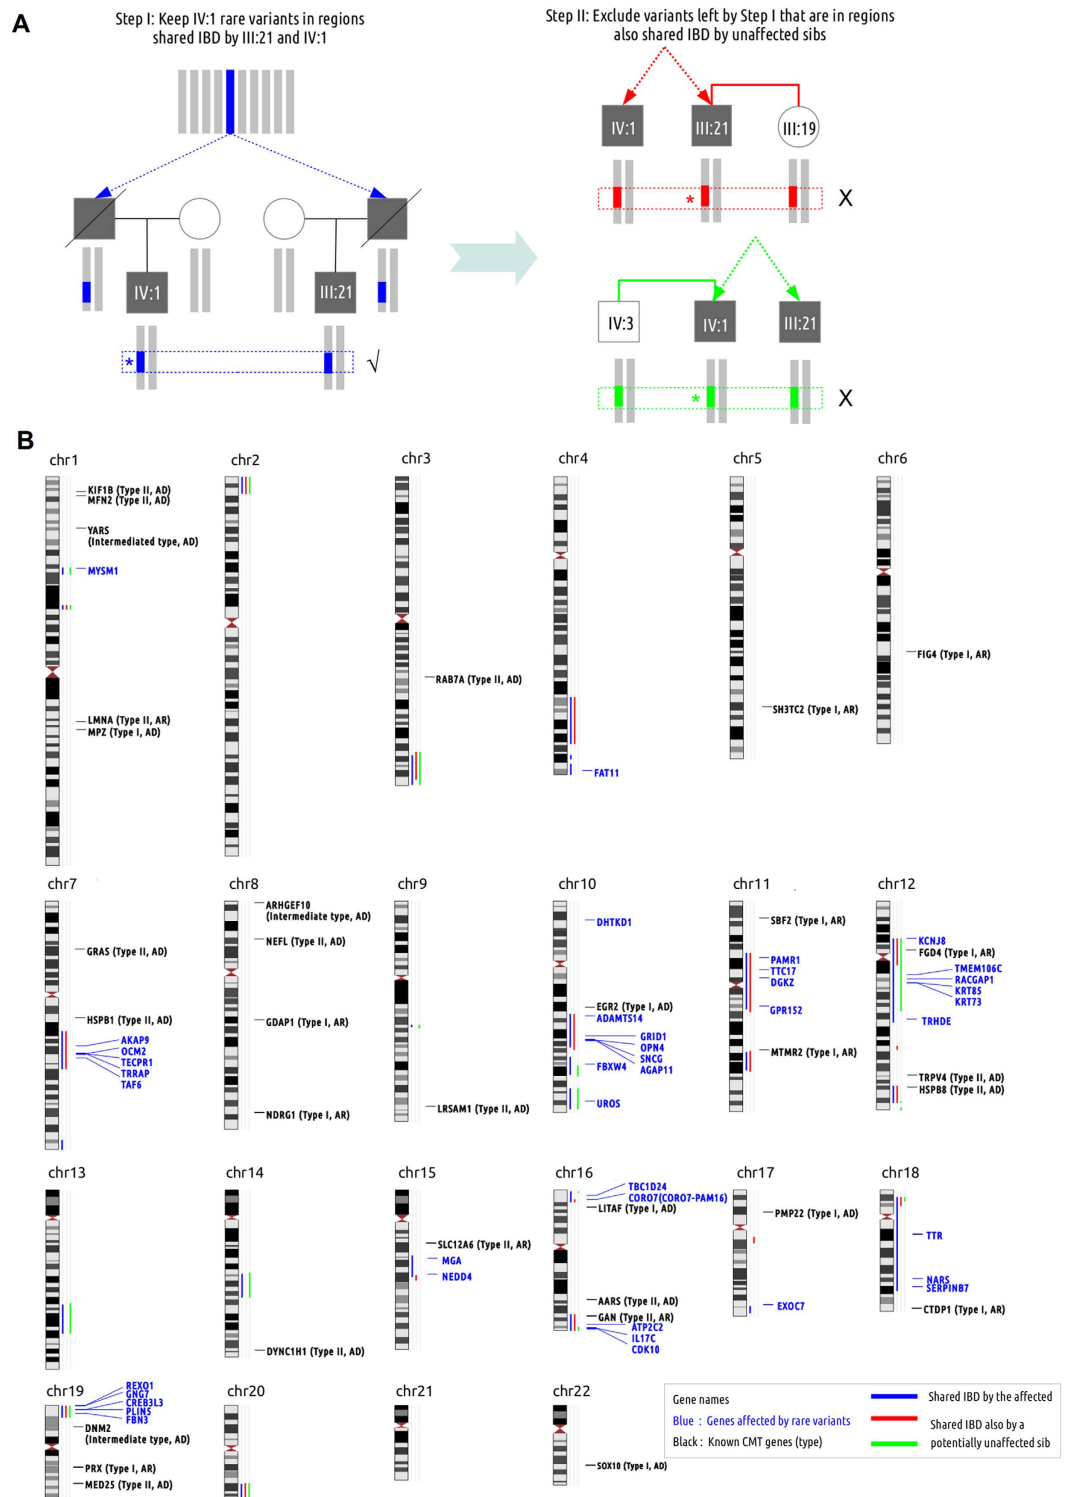 A
Step I: Keep IV:1 rare variants in regions
shared IBD by III:21 and IV:1
Step II: Exclude variants left by Step I that are in regions
also shared IBD by unaffected sibs
IV:1
III:21
III:19
*
X
IV:1
III:21
*
√
IV:3
IV:1
III:21
*
X
B
chr1
KIF1B (Type II, AD)
MFN2 (Type II, AD)
YARS
(Intermediated type, AD)
MYSM1
LMNA (Type II, AR)
MPZ (Type I, AD)
chr2
chr3
RAB7A (Type II, AD)
chr4
FAT11
chr5
SH3TC2 (Type I, AR)
chr6
FIG4 (Type I, AR)
chr7
GRAS (Type II, AD)
HSPB1 (Type II, AD)
AKAP9
OCM2
TECPR1
TRRAP
TAF6
chr8
ARHGEF10
(Intermediate type, AD)
NEFL (Type II, AD)
GDAP1 (Type I, AR)
NDRG1 (Type I, AR)
chr9
LRSAM1 (Type II, AD)
chr10
DHTKD1
EGR2 (Type I, AD)
ADAMTS14
GRID1
OPN4
SNCG
AGAP11
FBXW4
UROS
chr11
SBF2 (Type I, AR)
PAMR1
TTC17
DGKZ
GPR152
MTMR2 (Type I, AR)
chr12
KCNJ8
FGD4 (Type I, AR)
TMEM106C
RACGAP1
KRT85
KRT73
TRHDE
TRPV4 (Type II, AD)
HSPB8 (Type II, AD)
chr13
chr14
DYNC1H1 (Type II, AD)
chr15
SLC12A6 (Type II, AR)
MGA
NEDD4
chr16
TBC1D24
CORO7(CORO7-PAM16)
LITAF (Type I, AD)
AARS (Type II, AD)
GAN (Type II, AR)
ATP2C2
IL17C
CDK10
chr17
PMP22 (Type I, AD)
EXOC7
chr18
TTR
NARS
SERPINB7
CTDP1 (Type I, AR)
chr19
REXO1
GNG7
CREB3L3
PLIN5
FBN3
DNM2
(Intermediate type, AD)
PRX (Type I, AR)
MED25 (Type II, AD)
chr20
chr21
chr22
SOX10 (Type I, AD)
Gene names
Blue : Genes affected by rare variants
Black : Known CMT genes (type)
Shared IBD by the affected
Shared IBD also by a
potentially unaffected sib